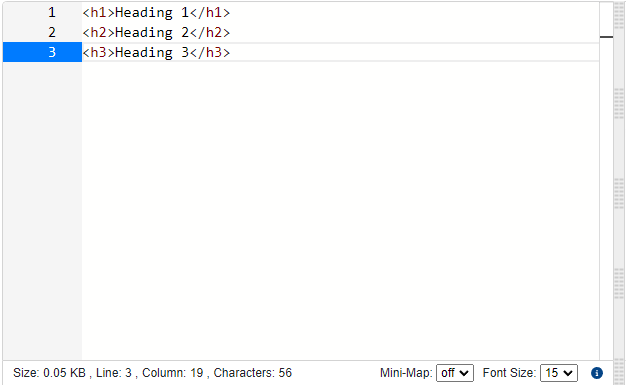 1 <h1>Heading 1</h1>
2 <h2>Heading 2</h2>
3 <h3>Heading 3</h3>
Size: 0.05 KB , Line: 3 , Column: 19 , Characters: 56 Mini-Map: off Font Size: 15 i